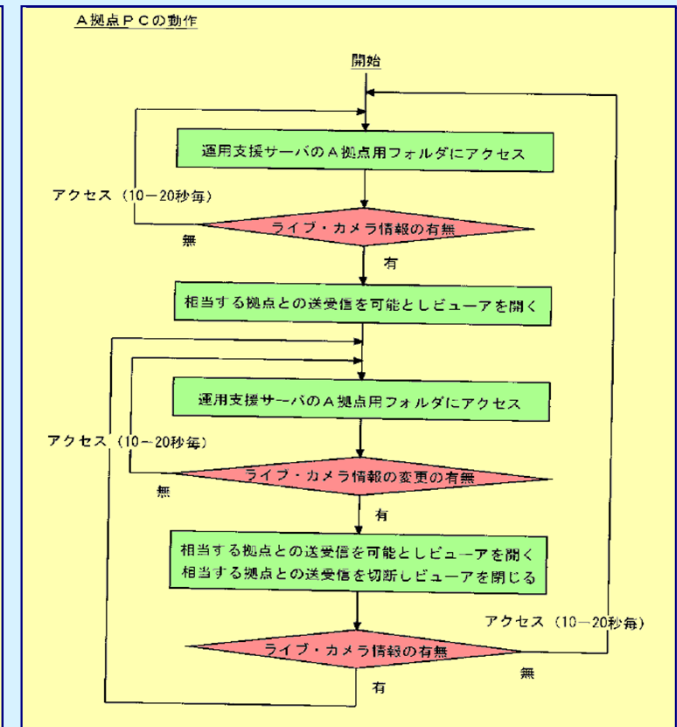 A拠点PCの動作
開始
運用支援サーバのA拠点用フォルダにアクセス
アクセス(10-20秒毎)
ライブ・カメラ情報の有無
無
有
相当する拠点との送受信を可能としビューアを開く
運用支援サーバのA拠点用フォルダにアクセス
アクセス(10-20秒毎)
ライブ・カメラ情報の変更の有無
無
有
相当する拠点との送受信を可能としビューアを開く
相当する拠点との送受信を切断しビューアを閉じる
アクセス(10-20秒毎)
ライブ・カメラ情報の有無
無
有